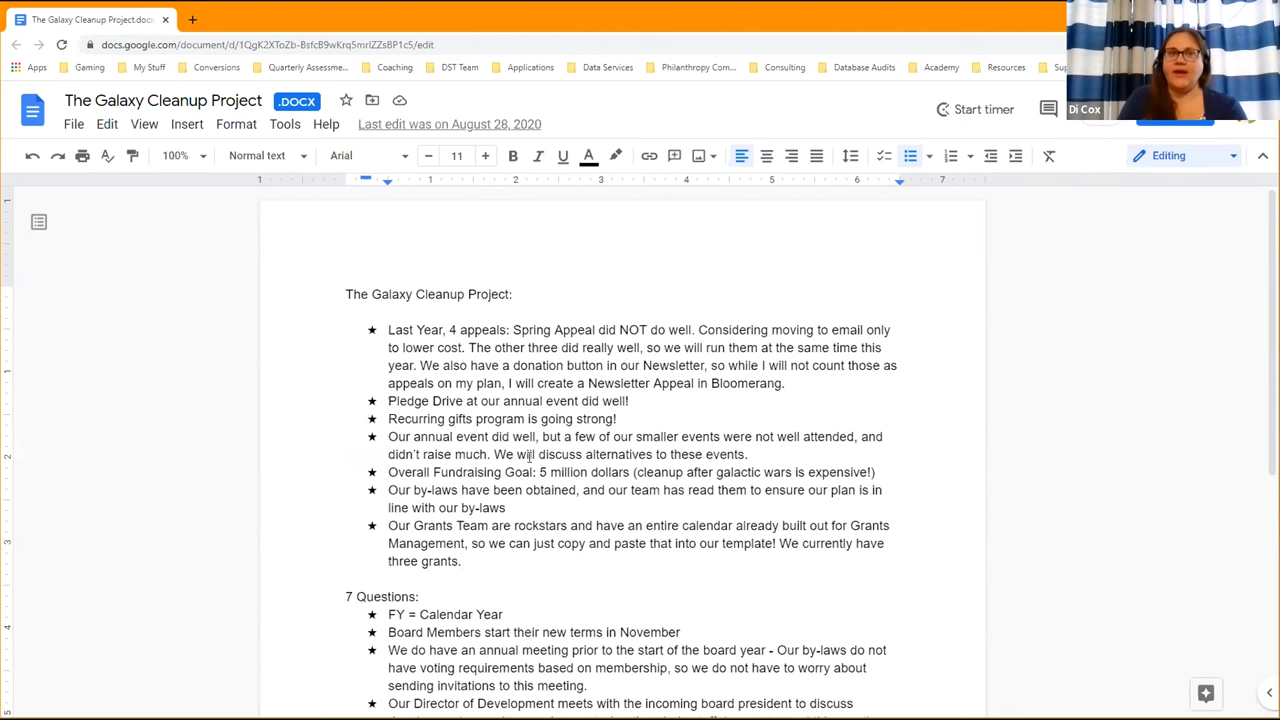 The Galaxy Cleanup Project.docx
docs.google.com/document/d/1QgK2XToZb-BsfcB9wKrq5mrlZZsBP1c5/edit
Apps Gaming My Stuff Conversions Quarterly Assessme... Coaching DST Team Applications Data Services Philanthropy Com... Consulting Database Audits Academy Resources
The Galaxy Cleanup Project .DOCX
Start timer
Di Cox
File Edit View Insert Format Tools Help Last edit was on August 28, 2020
100% Normal text Arial 11 B I U A Editing
1 1 2 3 4 5 6 7
The Galaxy Cleanup Project:
★ Last Year, 4 appeals: Spring Appeal did NOT do well. Considering moving to email only
to lower cost. The other three did really well, so we will run them at the same time this
year. We also have a donation button in our Newsletter, so while I will not count those as
appeals on my plan, I will create a Newsletter Appeal in Bloomerang.
★ Pledge Drive at our annual event did well!
★ Recurring gifts program is going strong!
★ Our annual event did well, but a few of our smaller events were not well attended, and
didn't raise much. We will discuss alternatives to these events.
★ Overall Fundraising Goal: 5 million dollars (cleanup after galactic wars is expensive!)
★ Our by-laws have been obtained, and our team has read them to ensure our plan is in
line with our by-laws
★ Our Grants Team are rockstars and have an entire calendar already built out for Grants
Management, so we can just copy and paste that into our template! We currently have
three grants.
7 Questions:
★ FY = Calendar Year
★ Board Members start their new terms in November
★ We do have an annual meeting prior to the start of the board year - Our by-laws do not
have voting requirements based on membership, so we do not have to worry about
sending invitations to this meeting.
★ Our Director of Development meets with the incoming board president to discuss